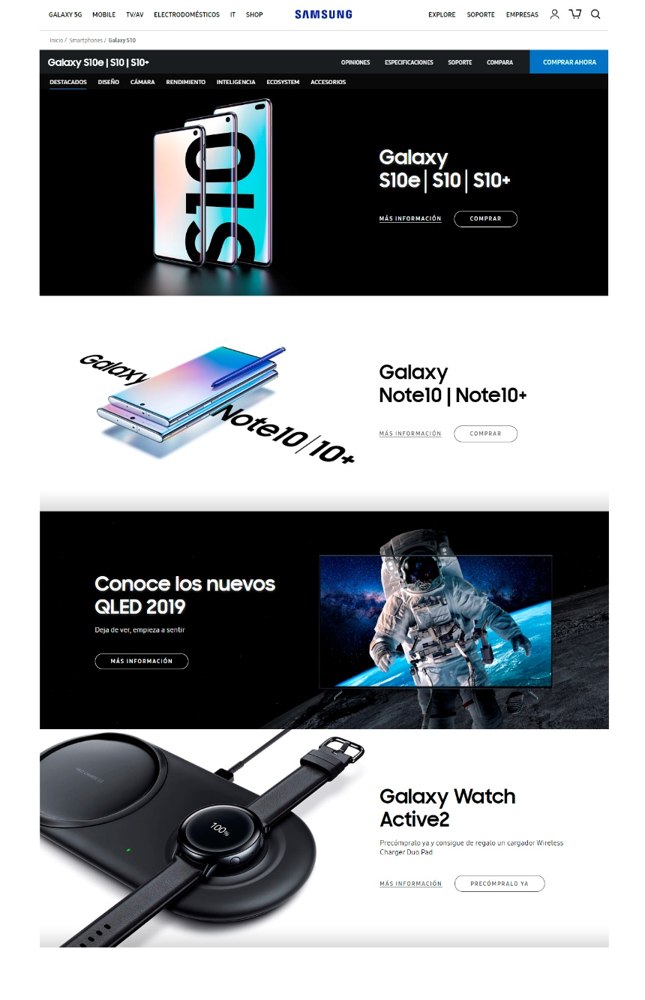 GALAXY 5G MOBILE TV/AV ELECTRODOMÉSTICOS IT SHOP SAMSUNG EXPLORE SOPORTE EMPRESAS
Inicio / Smartphones / Galaxy S10
Galaxy S10e | S10 | S10+ OPINIONES ESPECIFICACIONES SOPORTE COMPARA COMPRAR AHORA
DESTACADOS DISEÑO CÁMARA RENDIMIENTO INTELIGENCIA ECOSYSTEM ACCESORIOS
S10
Galaxy
S10e | S10 | S10+
MÁS INFORMACIÓN COMPRAR
Galaxy
Note10 | 10+
Galaxy
Note10 | Note10+
MÁS INFORMACIÓN COMPRAR
Conoce los nuevos
QLED 2019
Deja de ver, empieza a sentir
MÁS INFORMACIÓN
100%
Galaxy Watch
Active2
Precómpralo ya y consigue de regalo un cargador Wireless
Charger Duo Pad
MÁS INFORMACIÓN PRECÓMPRALO YA